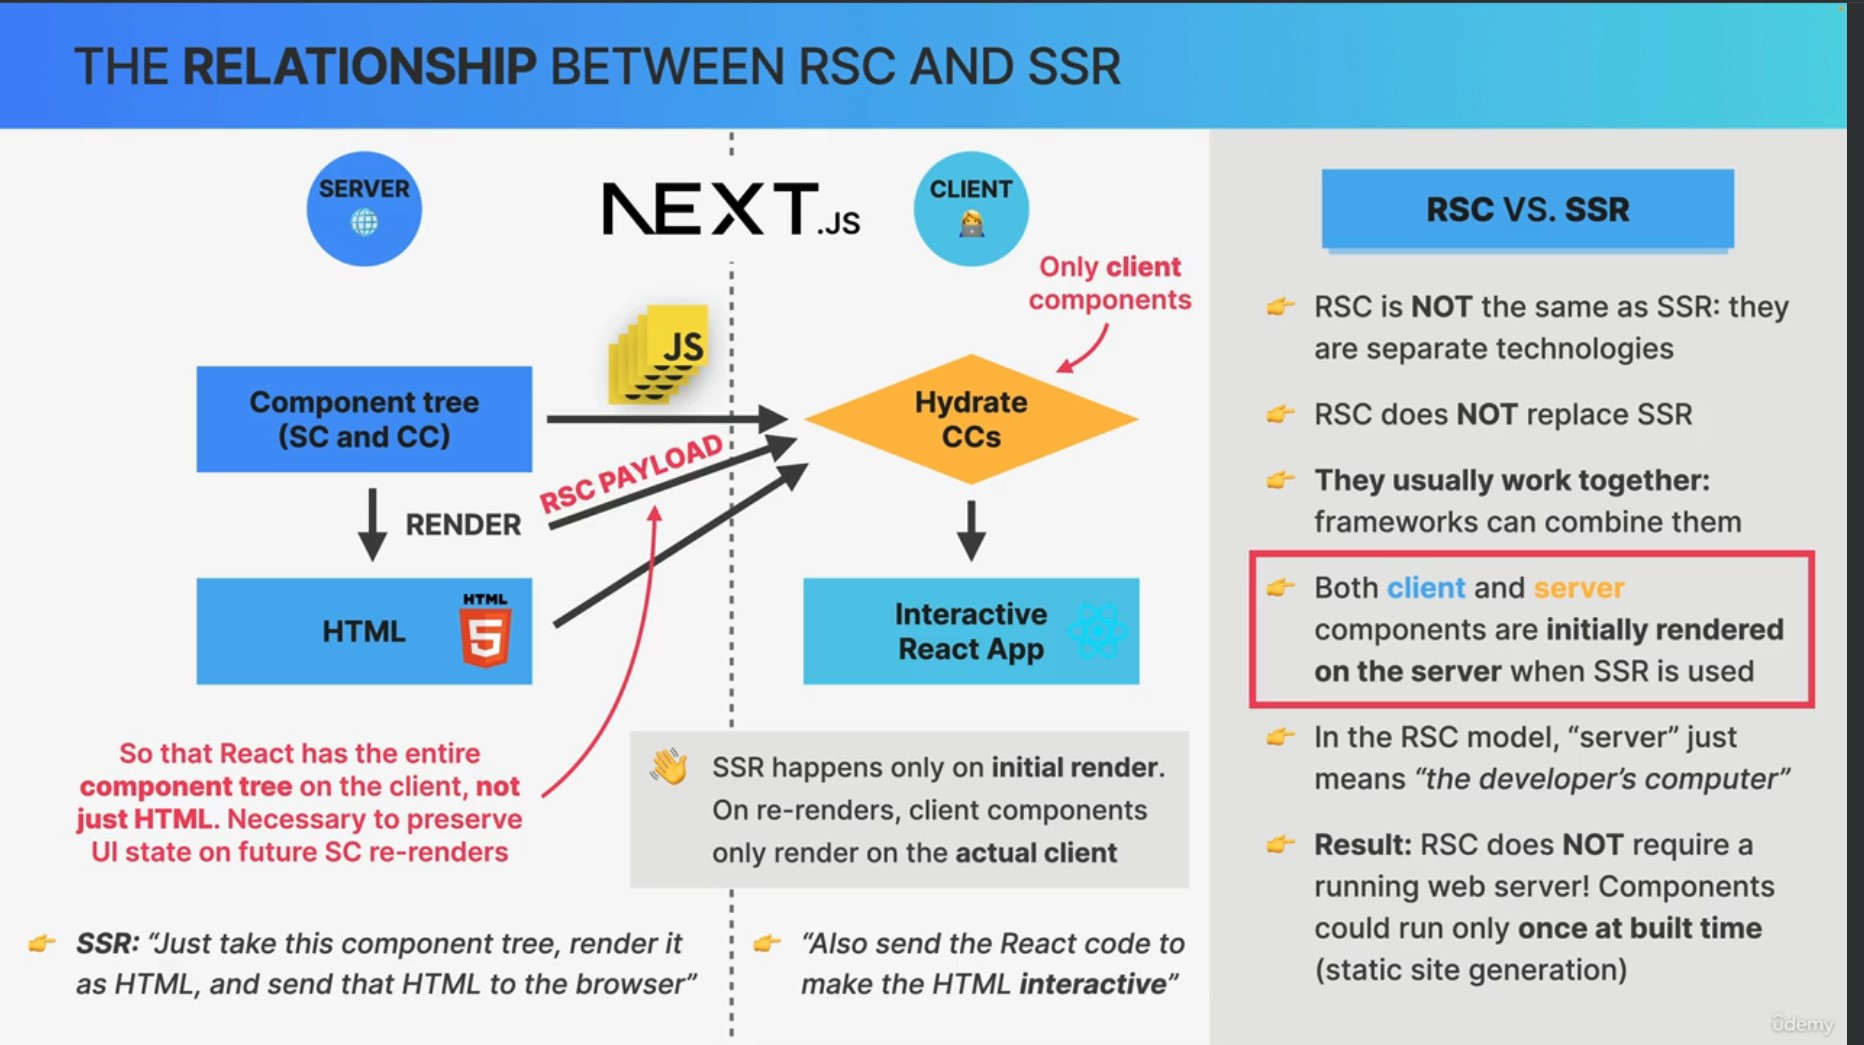 THE RELATIONSHIP BETWEEN RSC AND SSR
SERVER
NEXT.JS
CLIENT
Only client
components
JS
Component tree
(SC and CC)
Hydrate
CCs
RSC PAYLOAD
RENDER
HTML
HTML
5
Interactive
React App
So that React has the entire
component tree on the client, not
just HTML. Necessary to preserve
UI state on future SC re-renders
SSR happens only on initial render.
On re-renders, client components
only render on the actual client
SSR: “Just take this component tree, render it
as HTML, and send that HTML to the browser”
“Also send the React code to
make the HTML interactive”
RSC VS. SSR
RSC is NOT the same as SSR: they
are separate technologies
RSC does NOT replace SSR
They usually work together:
frameworks can combine them
Both client and server
components are initially rendered
on the server when SSR is used
In the RSC model, “server” just
means “the developer’s computer”
Result: RSC does NOT require a
running web server! Components
could run only once at built time
(static site generation)
ûdemy